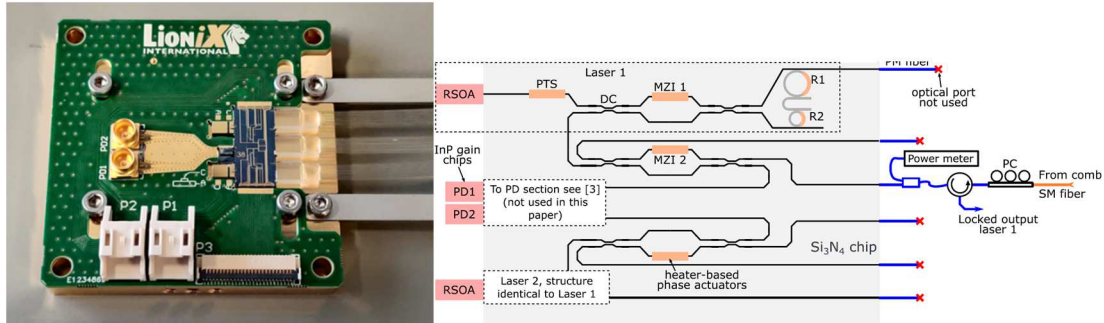 LioniX
INTERNATIONAL
PD2
PD1
38
P2
P1
P3
Laser 1
PM fiber
RSOA
PTS
DC
MZI 1
R1
R2
optical port
not used
InP gain
chips
MZI 2
Power meter
PC
From comb
SM fiber
PD1
PD2
To PD section see [3]
(not used in this
paper)
Locked output
laser 1
Si3N4 chip
heater-based
phase actuators
RSOA
Laser 2, structure
identical to Laser 1